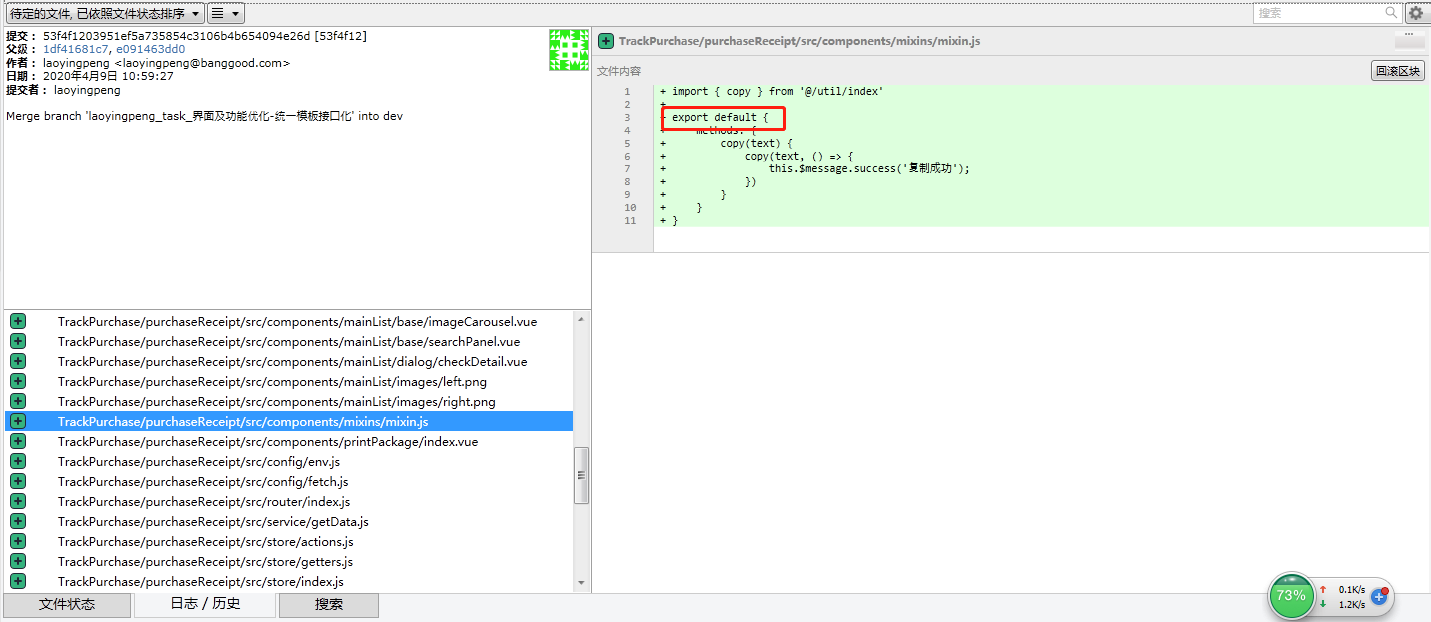 待定的文件, 已依照文件状态排序
搜索
提交： 53f4f1203951ef5a735854c3106b4b654094e26d [53f4f12]
父级： 1df41681c7, e091463dd0
作者： laoyingpeng <laoyingpeng@banggood.com>
日期： 2020年4月9日 10:59:27
提交者： laoyingpeng
Merge branch 'laoyingpeng_task_界面及功能优化-统一模板接口化' into dev
TrackPurchase/purchaseReceipt/src/components/mainList/base/imageCarousel.vue
TrackPurchase/purchaseReceipt/src/components/mainList/base/searchPanel.vue
TrackPurchase/purchaseReceipt/src/components/mainList/dialog/checkDetail.vue
TrackPurchase/purchaseReceipt/src/components/mainList/images/left.png
TrackPurchase/purchaseReceipt/src/components/mainList/images/right.png
TrackPurchase/purchaseReceipt/src/components/mixins/mixin.js
TrackPurchase/purchaseReceipt/src/components/printPackage/index.vue
TrackPurchase/purchaseReceipt/src/config/env.js
TrackPurchase/purchaseReceipt/src/config/fetch.js
TrackPurchase/purchaseReceipt/src/router/index.js
TrackPurchase/purchaseReceipt/src/service/getData.js
TrackPurchase/purchaseReceipt/src/store/actions.js
TrackPurchase/purchaseReceipt/src/store/getters.js
TrackPurchase/purchaseReceipt/src/store/index.js
文件状态
日志 / 历史
搜索
TrackPurchase/purchaseReceipt/src/components/mixins/mixin.js
文件内容
回滚区块
1 + import { copy } from '@/util/index'
2 +
3 + export default {
4 + methods: {
5 + copy(text) {
6 + copy(text, () => {
7 + this.$message.success('复制成功');
8 + })
9 + }
10 + }
11 + }
73%
0.1K/s
1.2K/s